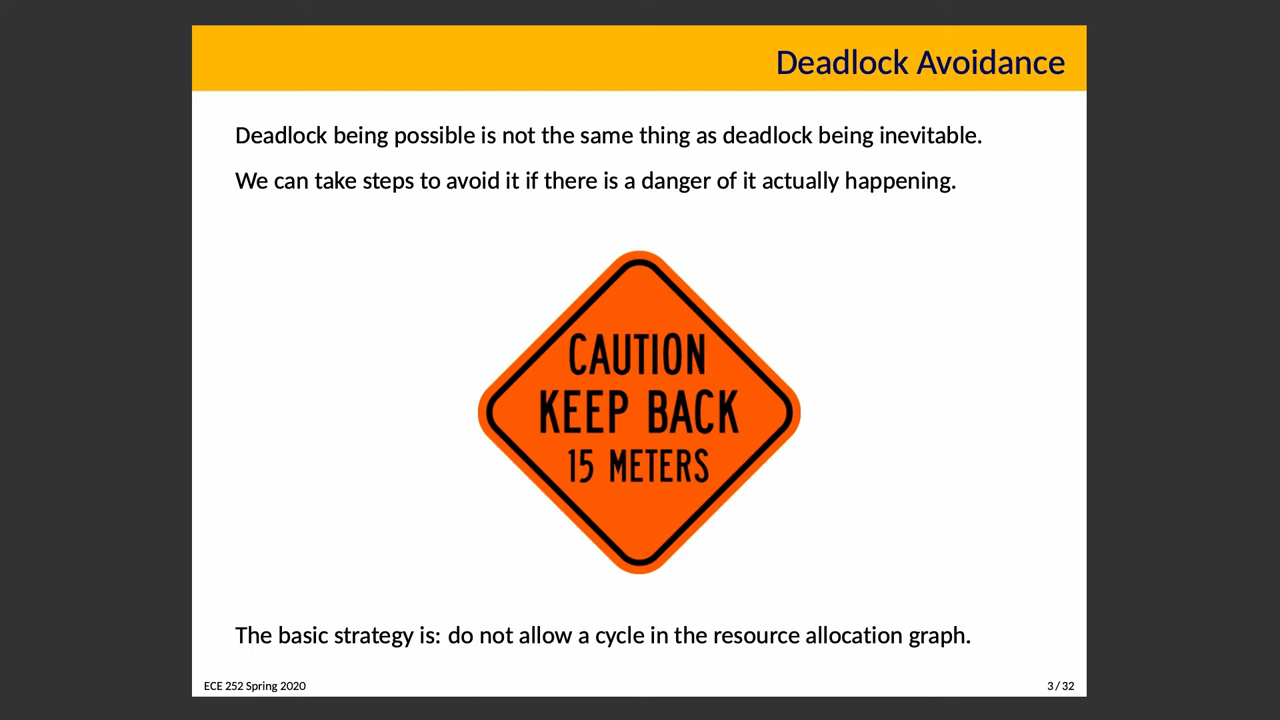 Deadlock Avoidance
Deadlock being possible is not the same thing as deadlock being inevitable.
We can take steps to avoid it if there is a danger of it actually happening.
CAUTION
KEEP BACK
15 METERS
The basic strategy is: do not allow a cycle in the resource allocation graph.
ECE 252 Spring 2020
3 / 32